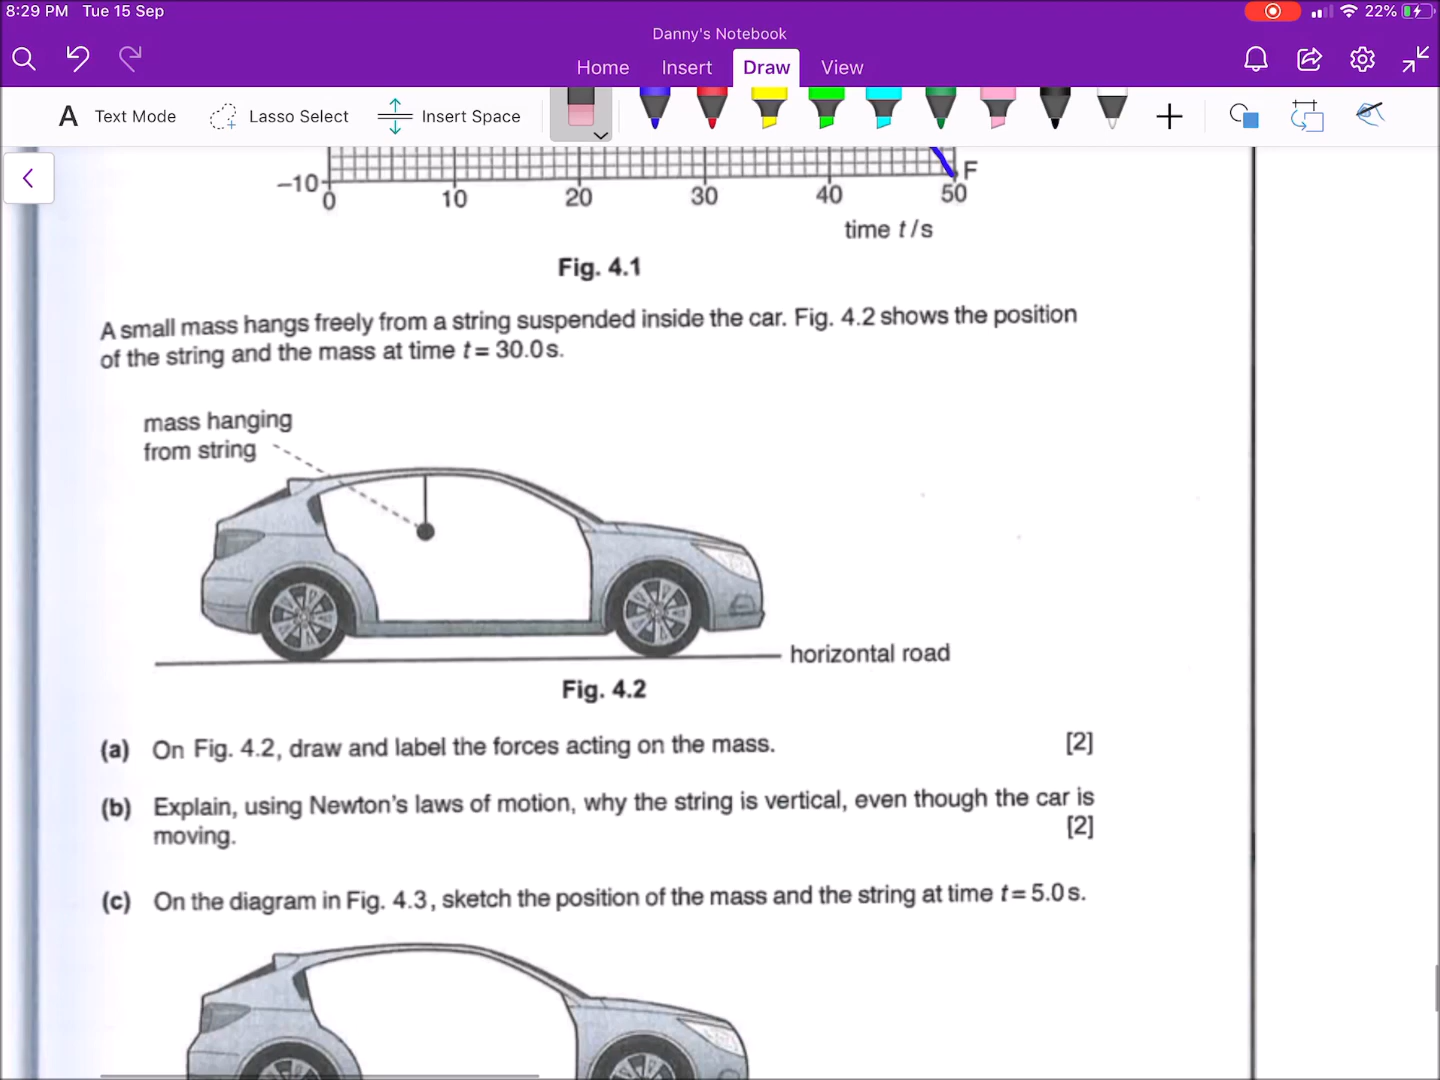 8:29 PM Tue 15 Sep
22%
Danny's Notebook
Home Insert Draw View
A Text Mode Lasso Select Insert Space
−10
0 10 20 30 40 50
F
time t/s
Fig. 4.1
A small mass hangs freely from a string suspended inside the car. Fig. 4.2 shows the position
of the string and the mass at time t = 30.0 s.
mass hanging
from string
horizontal road
Fig. 4.2
(a) On Fig. 4.2, draw and label the forces acting on the mass. [2]
(b) Explain, using Newton's laws of motion, why the string is vertical, even though the car is
moving. [2]
(c) On the diagram in Fig. 4.3, sketch the position of the mass and the string at time t = 5.0 s.